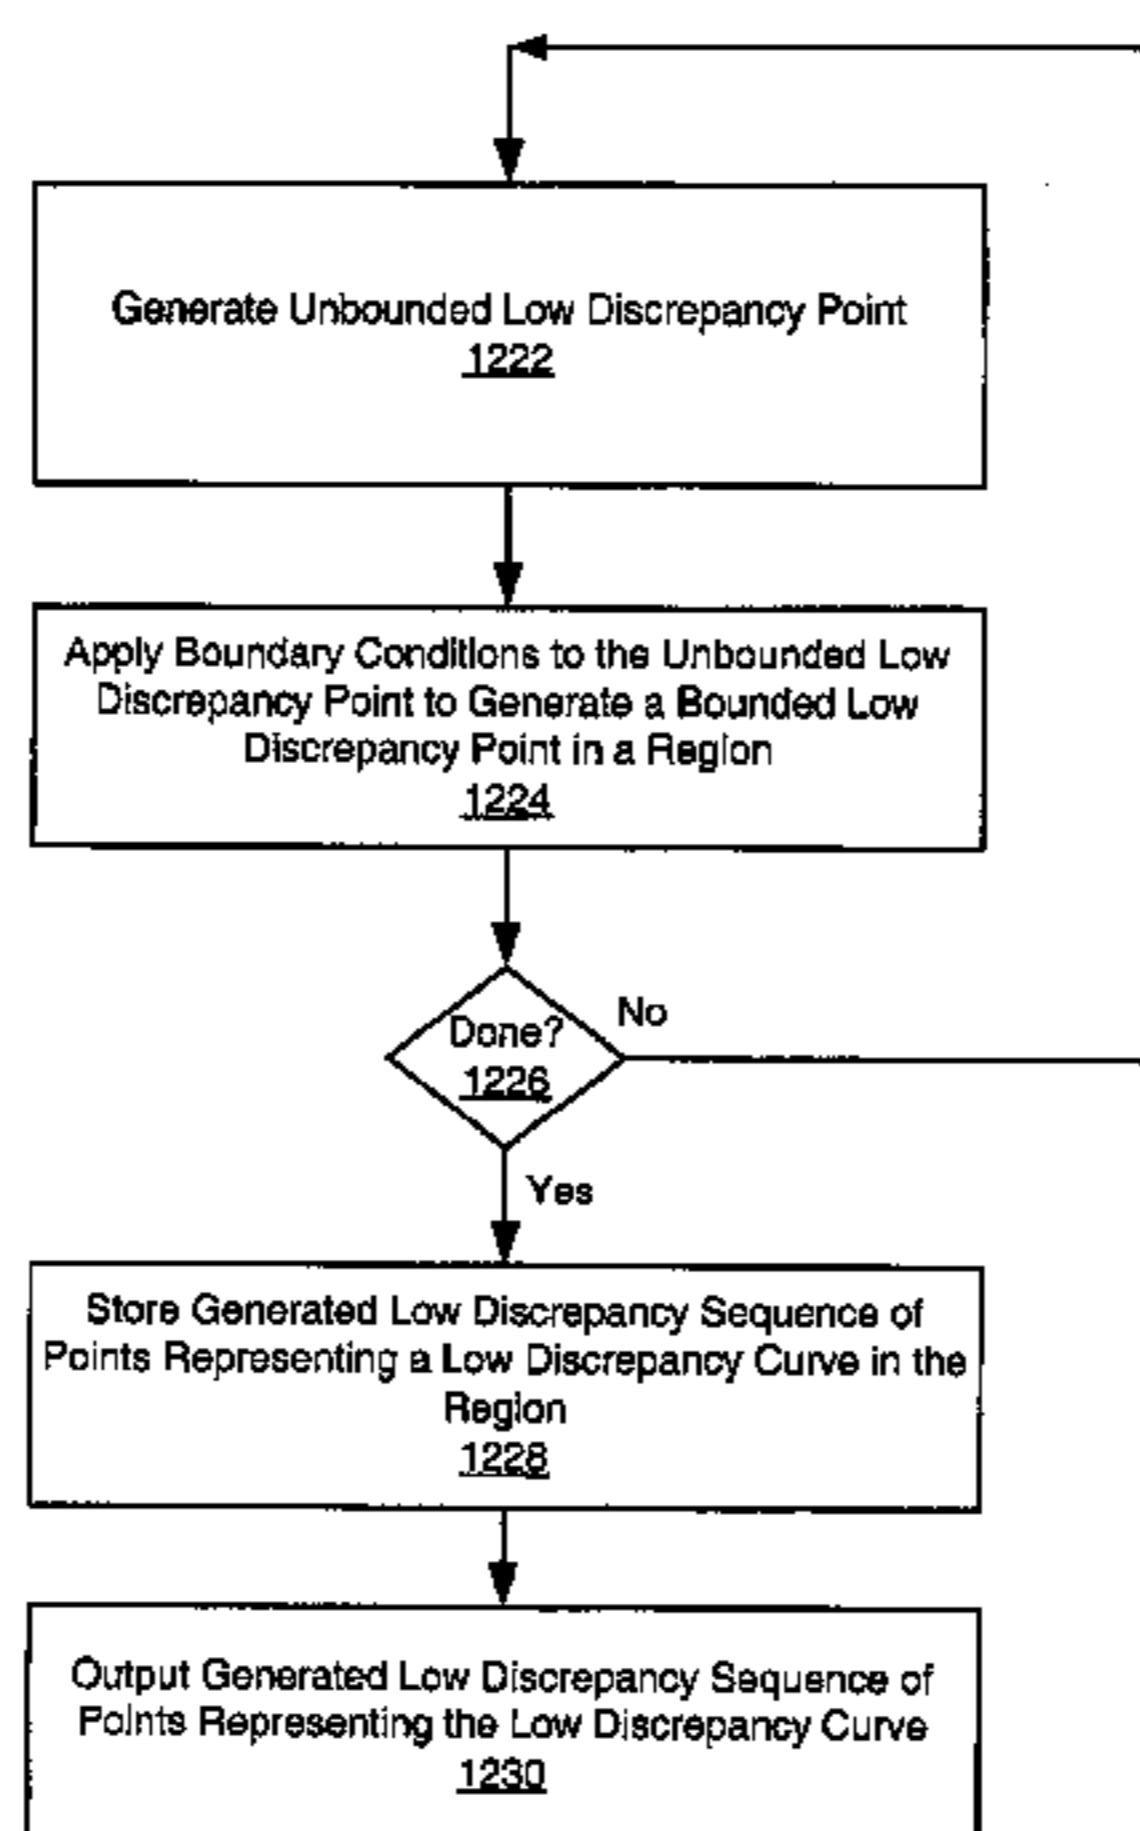 Generate Unbounded Low Discrepancy Point
1222
Apply Boundary Conditions to the Unbounded Low
Discrepancy Point to Generate a Bounded Low
Discrepancy Point in a Region
1224
Done?
1226
No
Yes
Store Generated Low Discrepancy Sequence of
Points Representing a Low Discrepancy Curve in the
Region
1228
Output Generated Low Discrepancy Sequence of
Points Representing the Low Discrepancy Curve
1230